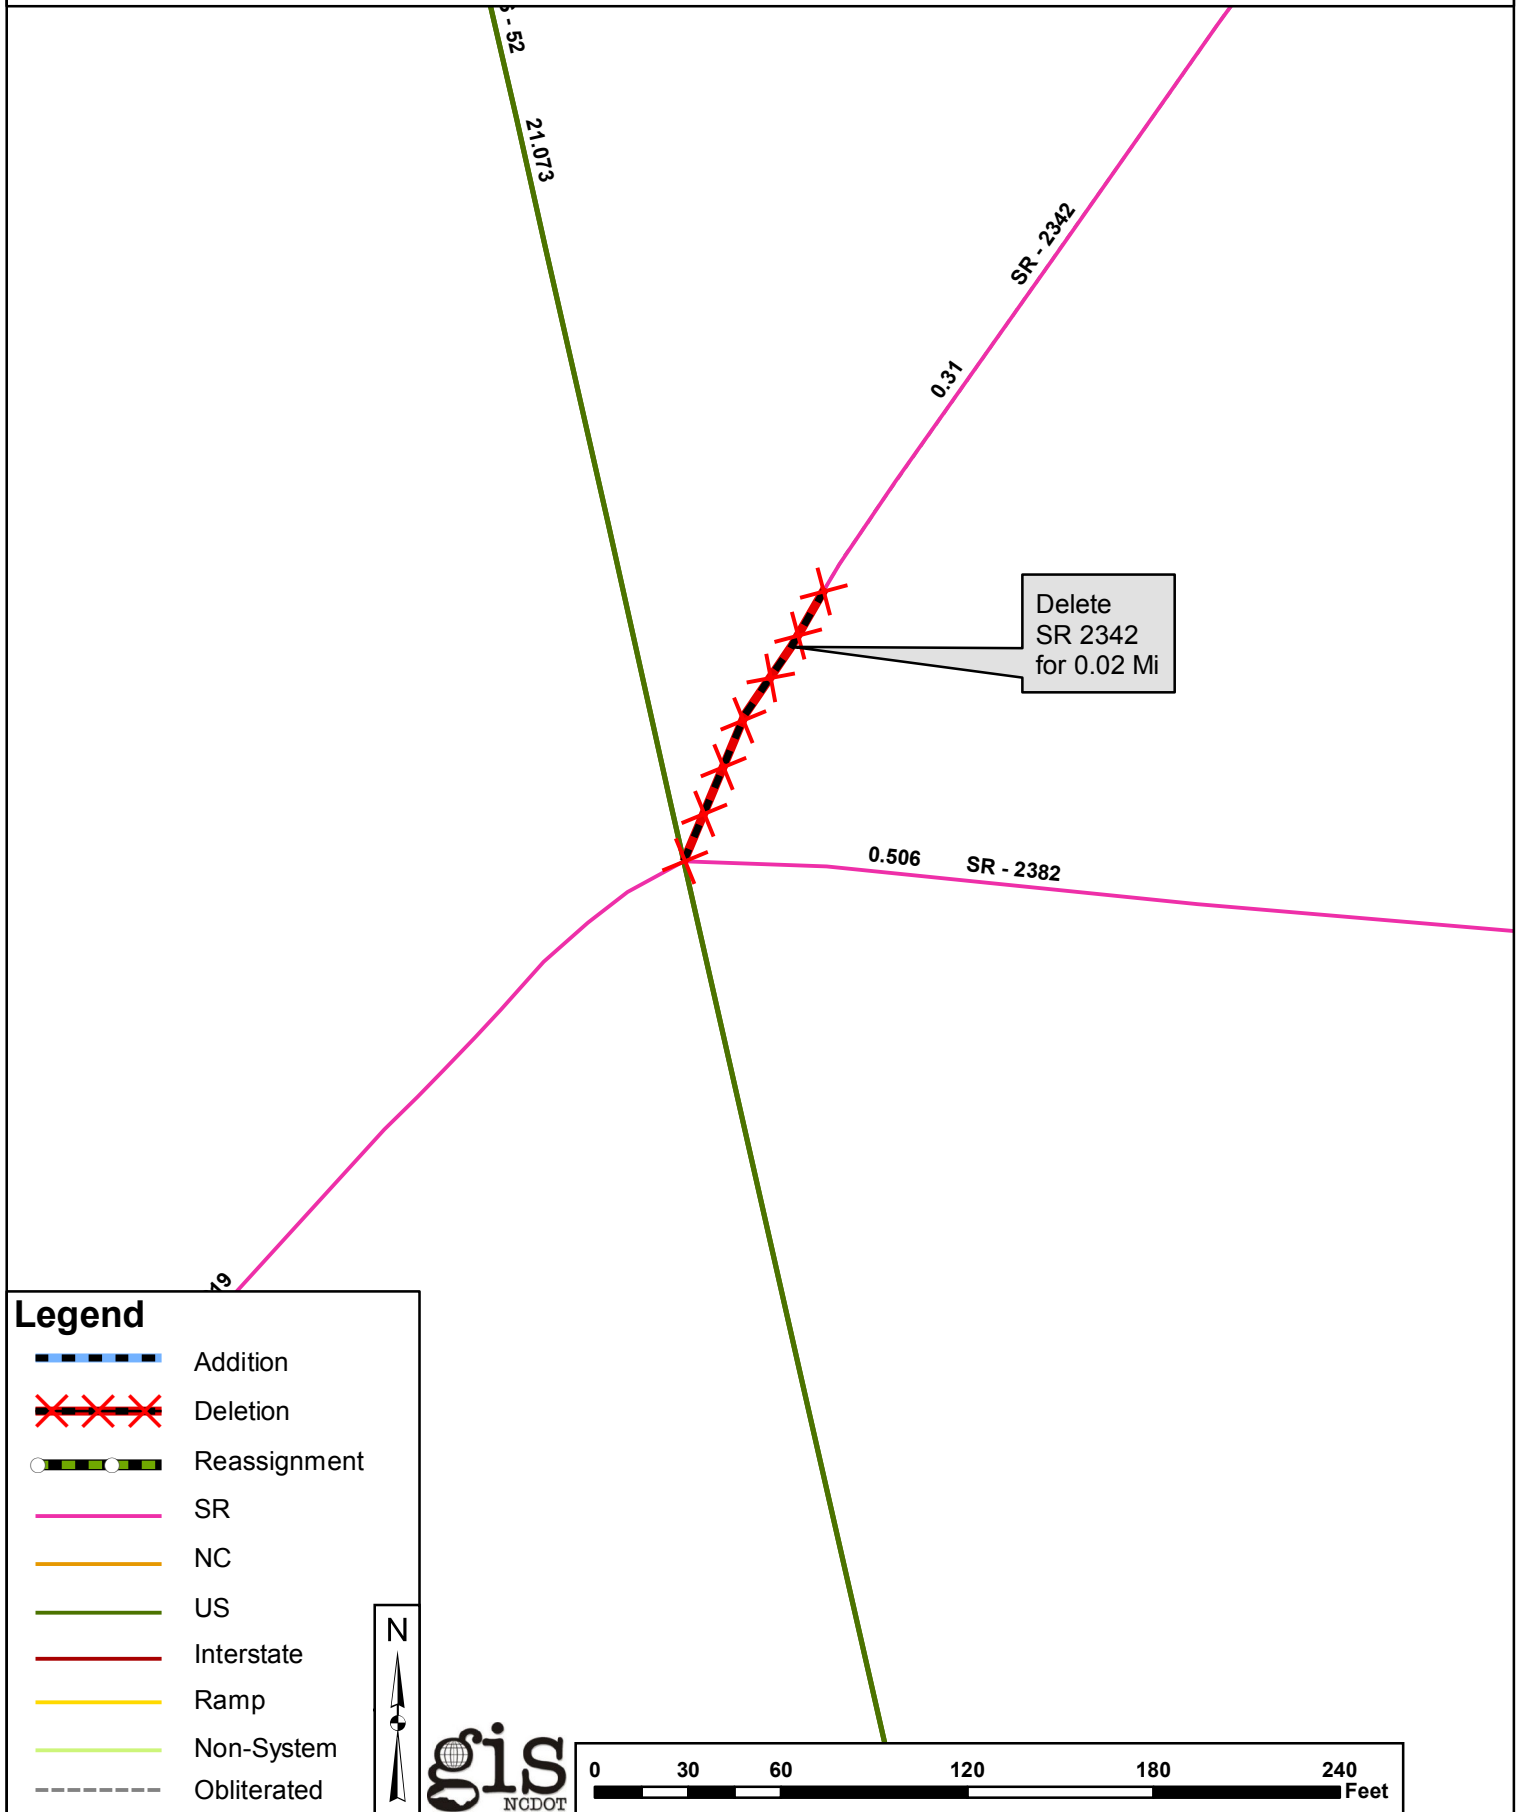 - 52
21.073
SR - 2342
0.31
Delete
SR 2342
for 0.02 Mi
0.506 SR - 2382
19
Legend
Addition
Deletion
Reassignment
SR
NC
US
Interstate
Ramp
Non-System
Obliterated
N
gis
NCDOT
0 30 60 120 180 240
Feet